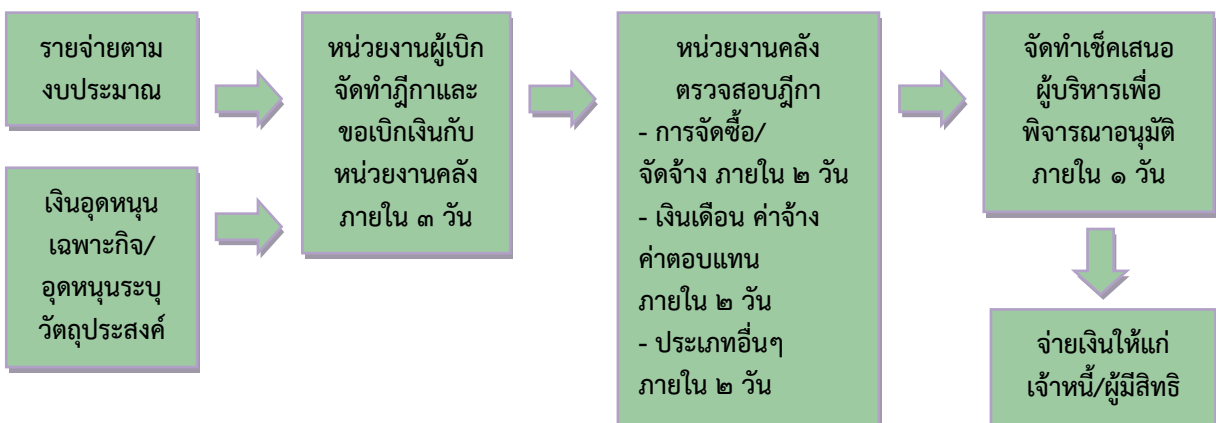 รายจ่ายตาม
งบประมาณ
เงินอุดหนุน
เฉพาะกิจ/
อุดหนุนระบุ
วัตถุประสงค์
หน่วยงานผู้เบิก
จัดทำฎีกาและ
ขอเบิกเงินกับ
หน่วยงานคลัง
ภายใน ๓ วัน
หน่วยงานคลัง
ตรวจสอบฎีกา
- การจัดซื้อ/
จัดจ้าง ภายใน ๒ วัน
- เงินเดือน ค่าจ้าง
ค่าตอบแทน
ภายใน ๒ วัน
- ประเภทอื่นๆ
ภายใน ๒ วัน
จัดทำเช็คเสนอ
ผู้บริหารเพื่อ
พิจารณาอนุมัติ
ภายใน ๑ วัน
จ่ายเงินให้แก่
เจ้าหนี้/ผู้มีสิทธิ